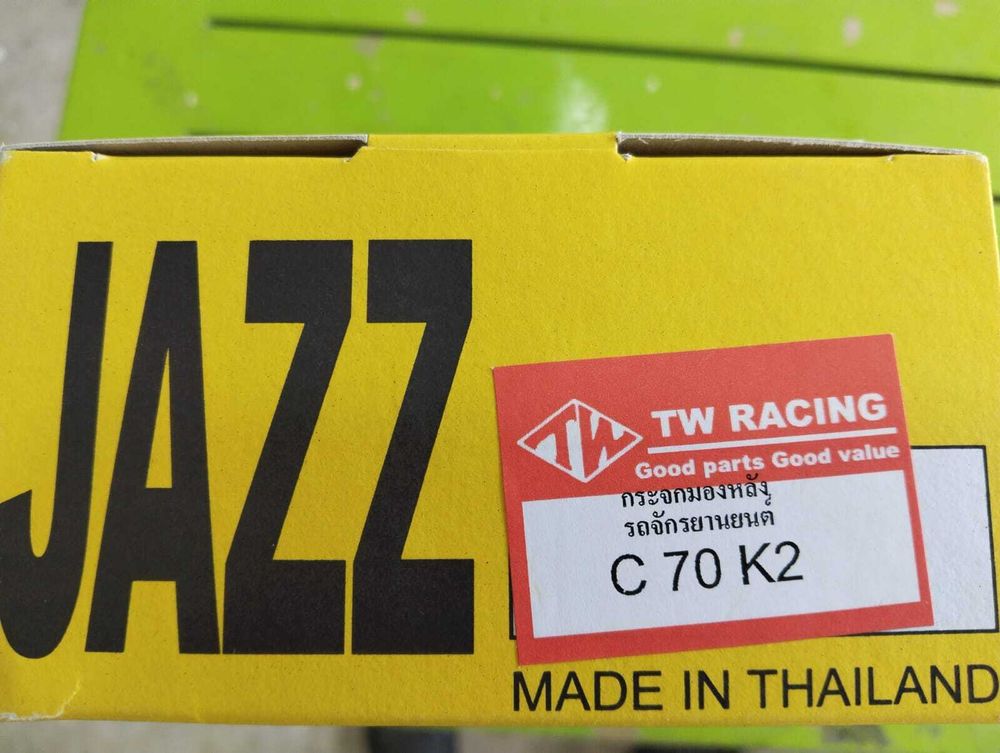 JAZZ
TW
TW RACING
Good parts Good value
กระจกมองหลัง
รถจักรยานยนต์
C 70 K2
MADE IN THAILAND